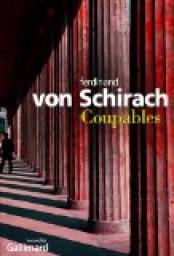 ferdinand
von Schirach
Coupables
Gallimard